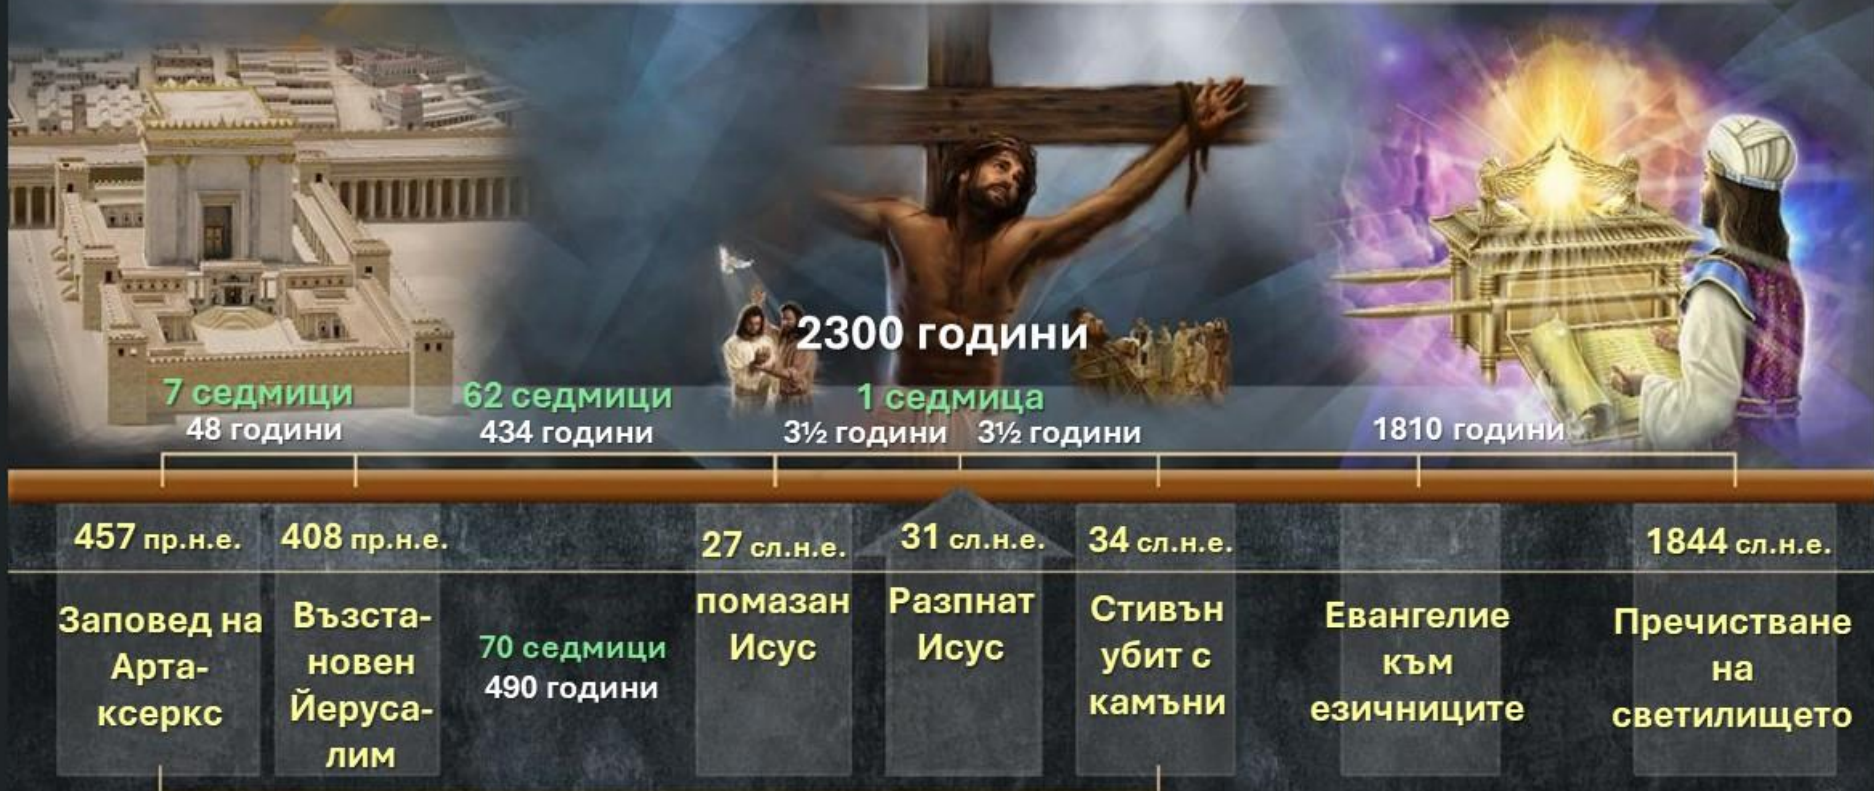 2300 години
7 седмици
48 години
62 седмици
434 години
1 седмица
3½ години
3½ години
1810 години
457 пр.н.е.
Заповед на
Арта-
ксеркс
408 пр.н.е.
Възста-
новен
Йеруса-
лим
70 седмици
490 години
27 сл.н.е.
помазан
Исус
31 сл.н.е.
Разпнат
Исус
34 сл.н.е.
Стивън
убит с
камъни
Евангелие
към
езичниците
1844 сл.н.е.
Пречистване
на
светилището